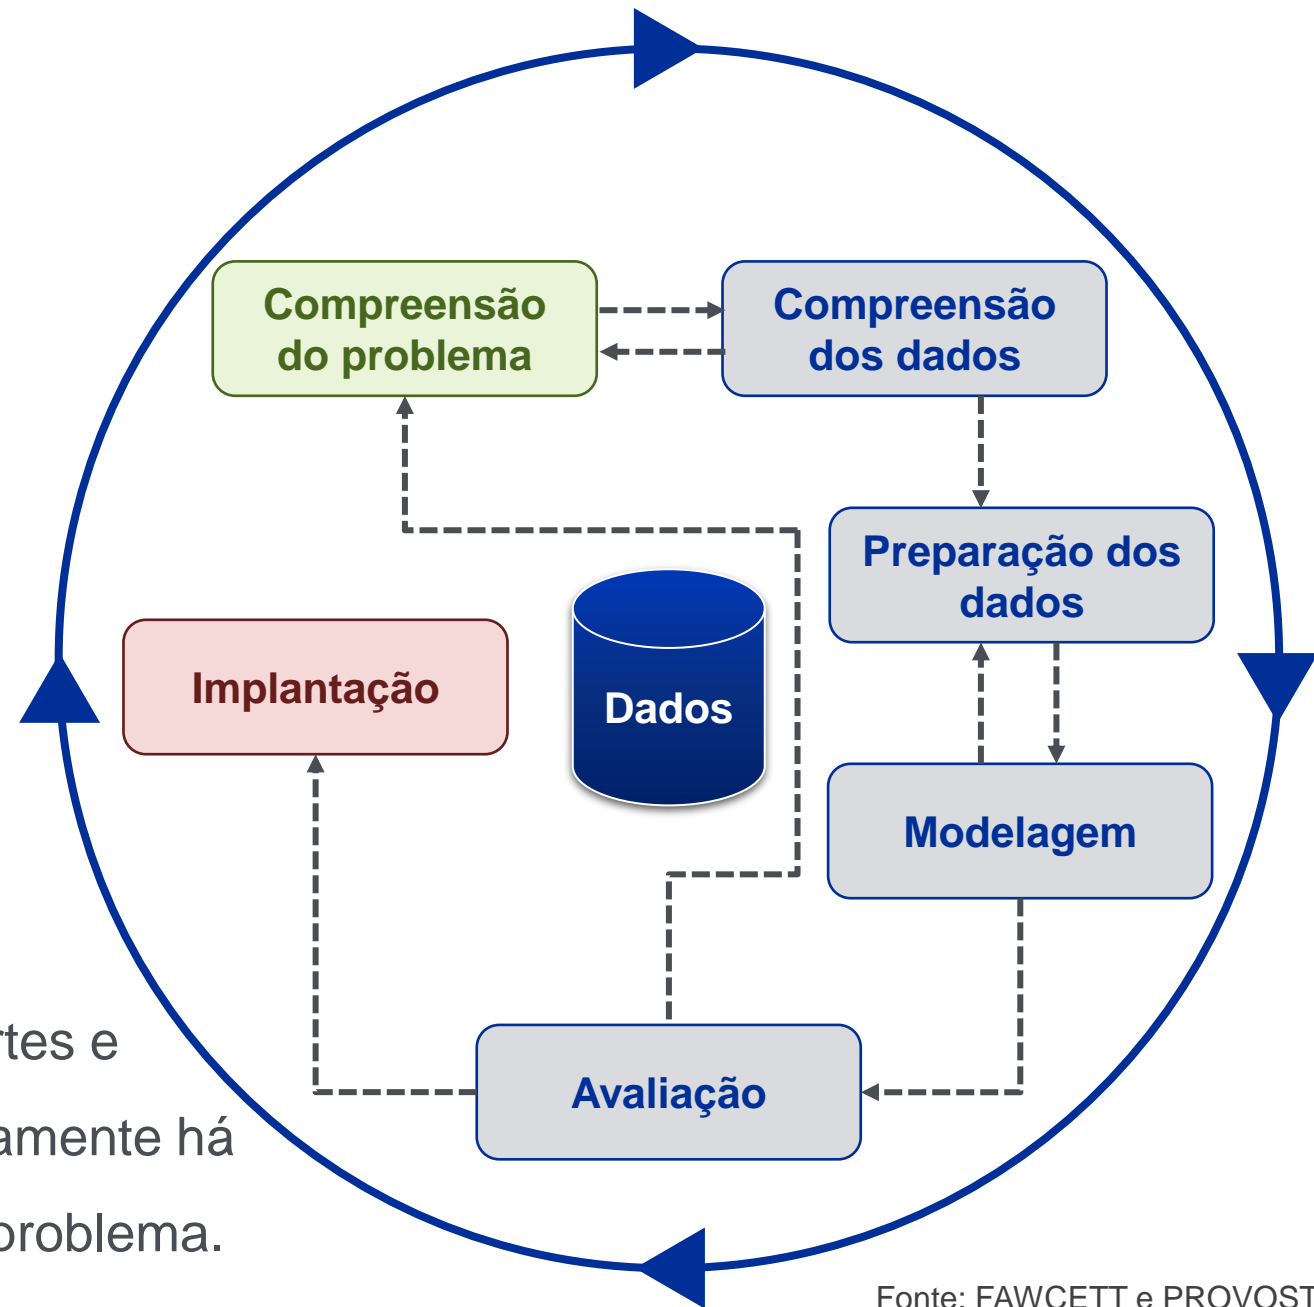 Compreensão
do problema
Compreensão
dos dados
Preparação dos
dados
Implantação
Dados
Modelagem
Avaliação
rtes e
amente há
problema.
Fonte: FAWCETT e PROVOST